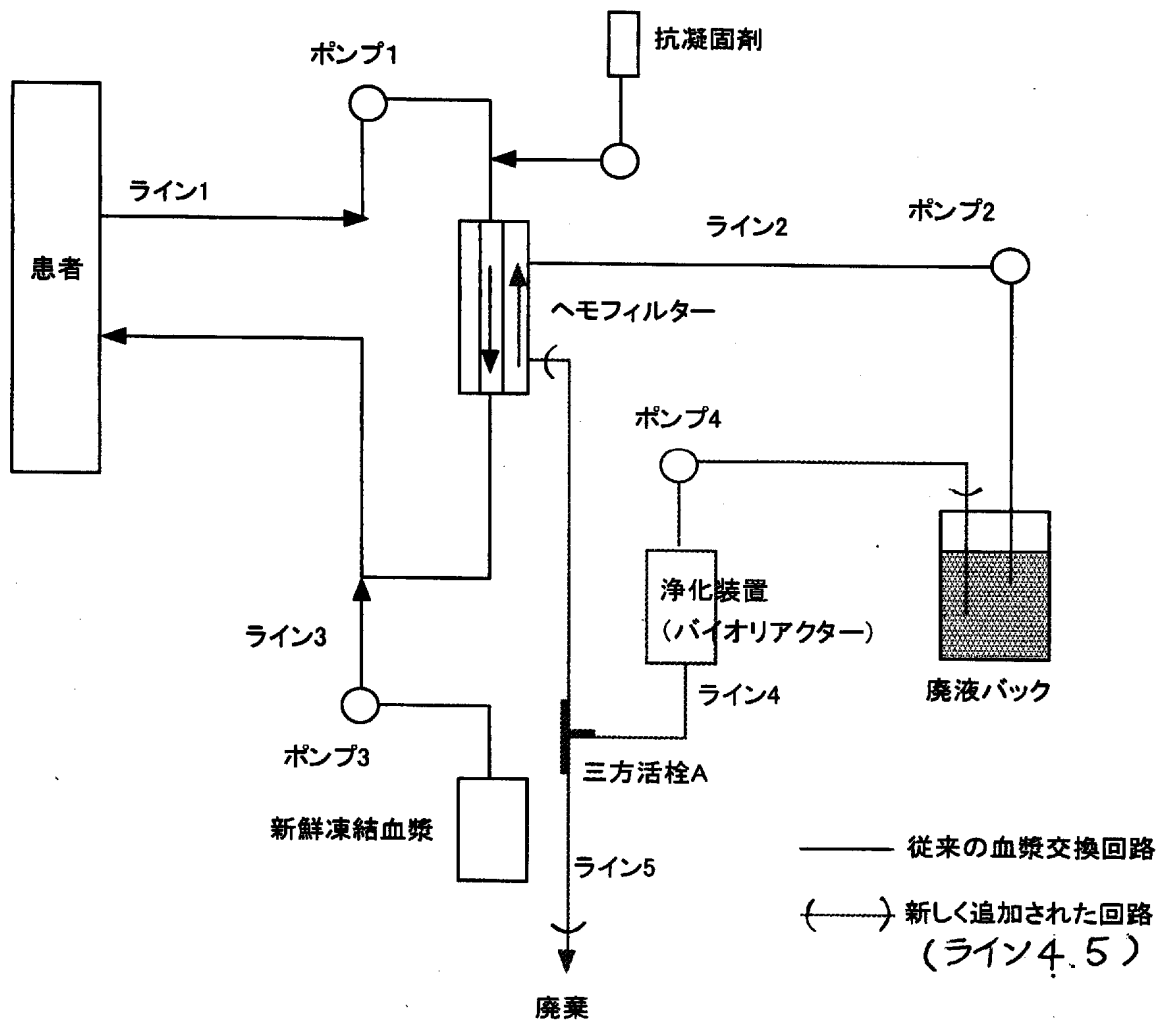 抗凝固剤
ポンプ1
ライン1
患者
ライン2
ポンプ2
ヘモフィルター
ポンプ4
浄化装置
（バイオリアクター）
ライン3
ライン4
廃液バック
ポンプ3
三方活栓A
新鮮凍結血漿
ライン5
従来の血漿交換回路
新しく追加された回路
(ライン4.5)
廃棄